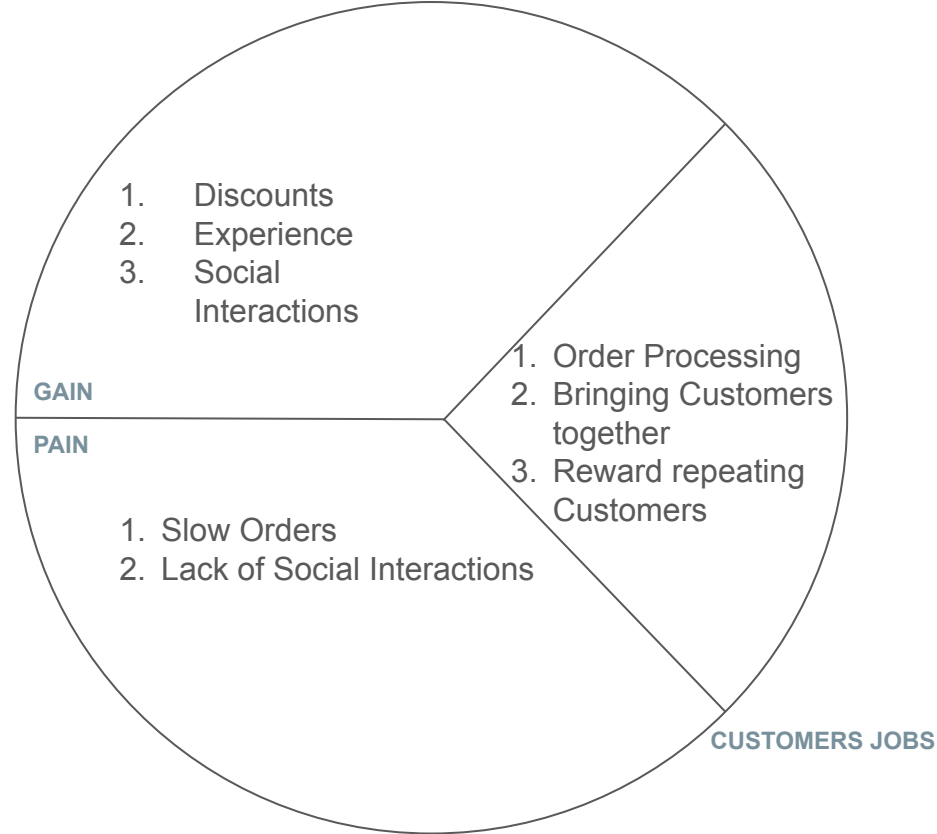 1. Discounts
2. Experience
3. Social
Interactions
GAIN
PAIN
1. Slow Orders
2. Lack of Social Interactions
1. Order Processing
2. Bringing Customers
together
3. Reward repeating
Customers
CUSTOMERS JOBS